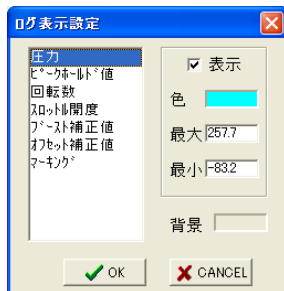 ログ表示設定
圧力
ﾋﾟｰｸﾎｰﾙﾄﾞ値
回転数
ｽﾛｯﾄﾙ開度
ﾌﾞｰｽﾄ補正値
ｵﾌｾｯﾄ補正値
ﾏｰｷﾝｸﾞ
表示
色
最大 257.7
最小 -83.2
背景
OK
CANCEL